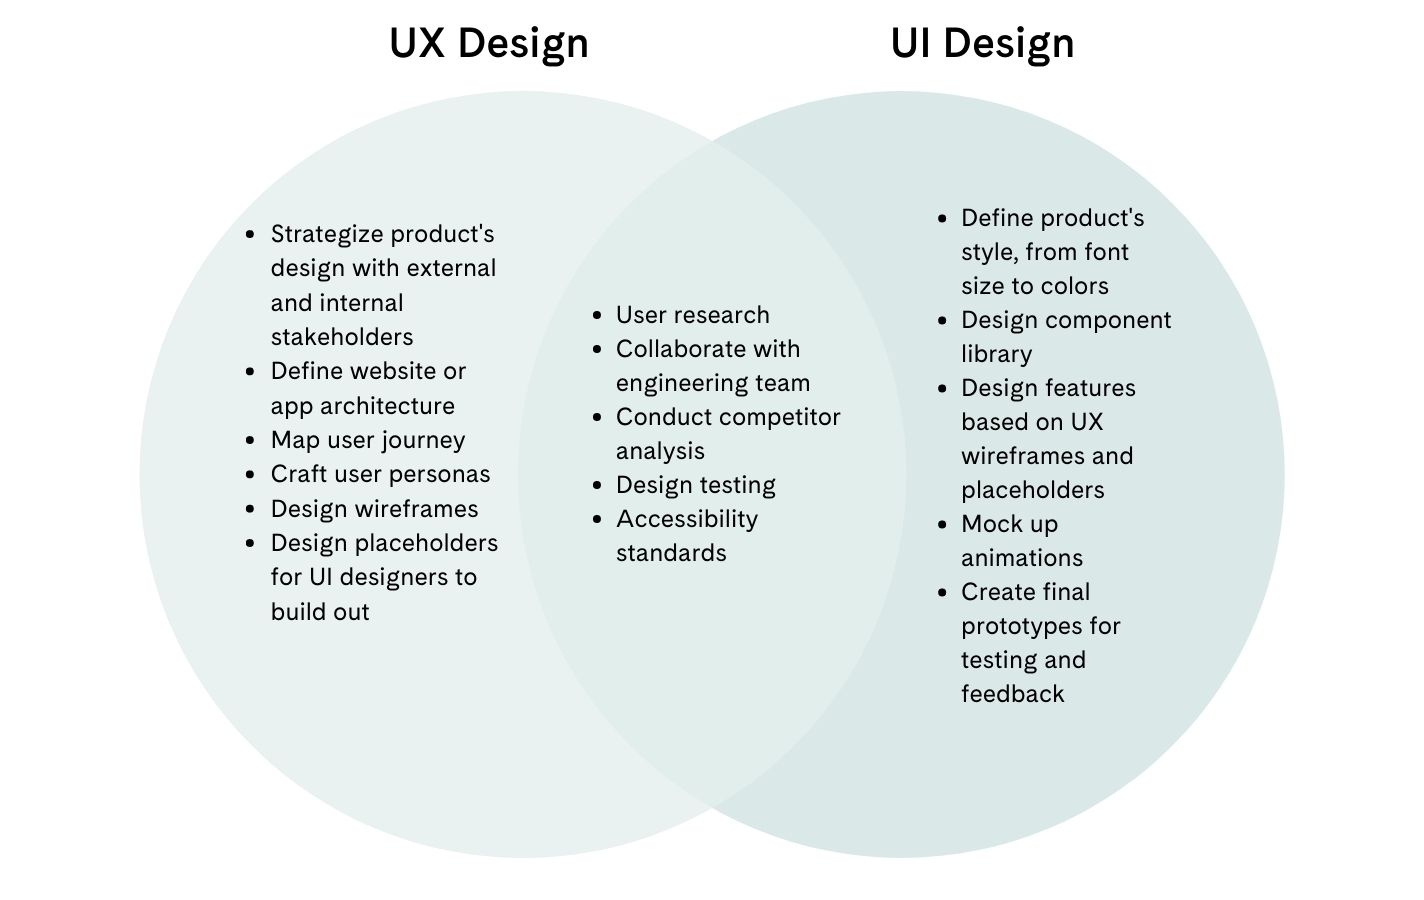 UX Design
UI Design
• Strategize product's
design with external
and internal
stakeholders
• Define website or
app architecture
• Map user journey
• Craft user personas
• Design wireframes
• Design placeholders
for UI designers to
build out
• User research
• Collaborate with
engineering team
• Conduct competitor
analysis
• Design testing
• Accessibility
standards
• Define product's
style, from font
size to colors
• Design component
library
• Design features
based on UX
wireframes and
placeholders
• Mock up
animations
• Create final
prototypes for
testing and
feedback